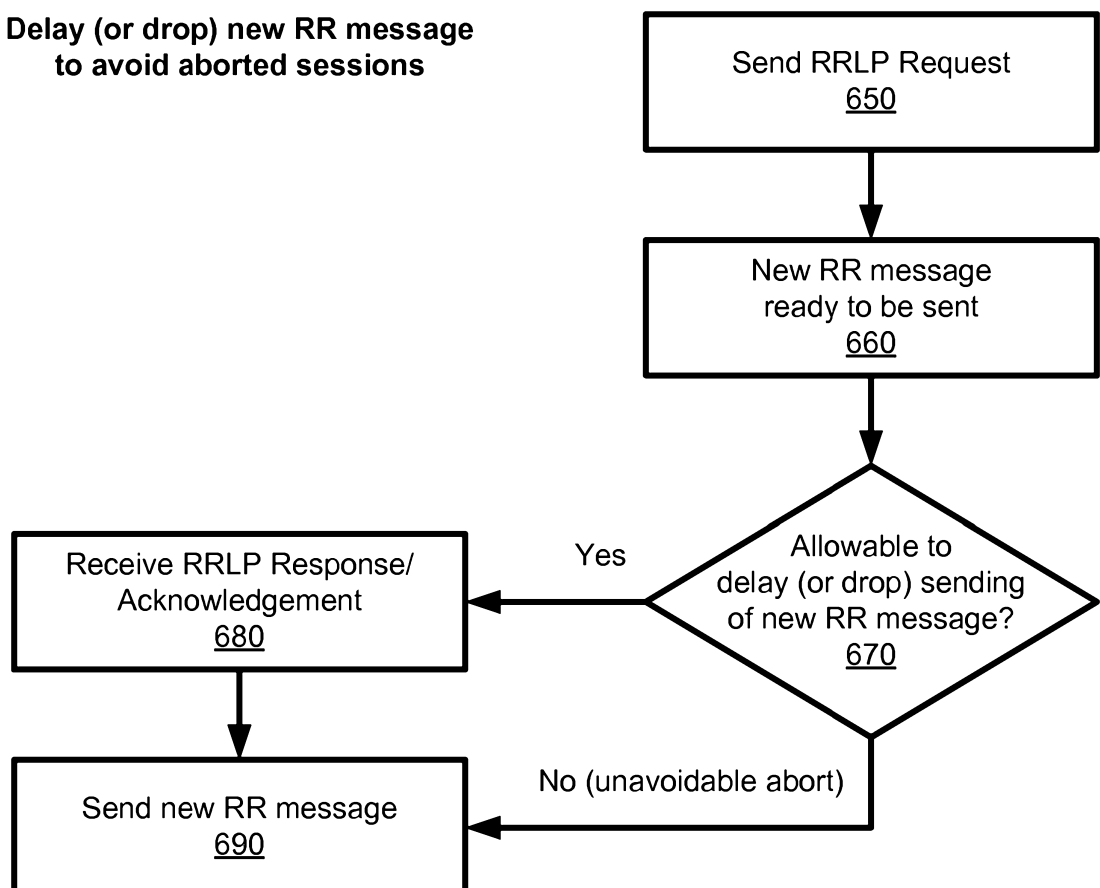 Delay (or drop) new RR message
to avoid aborted sessions
Send RRLP Request
650
New RR message
ready to be sent
660
Allowable to
delay (or drop) sending
of new RR message?
670
Yes
Receive RRLP Response/
Acknowledgement
680
No (unavoidable abort)
Send new RR message
690